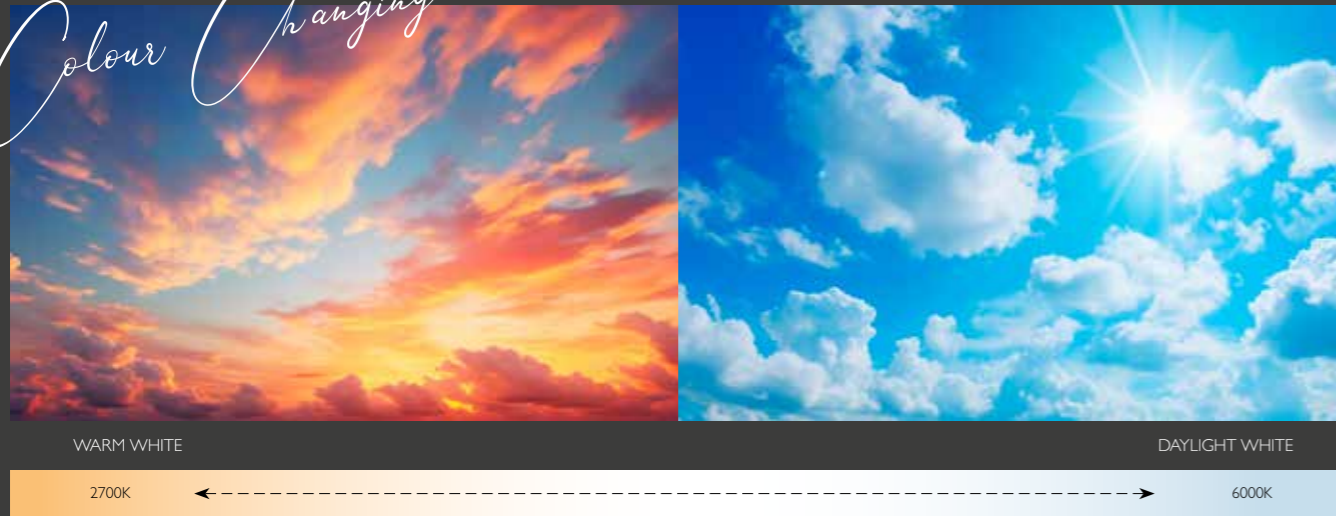 Colour Changing
WARM WHITE
DAYLIGHT WHITE
2700K
6000K